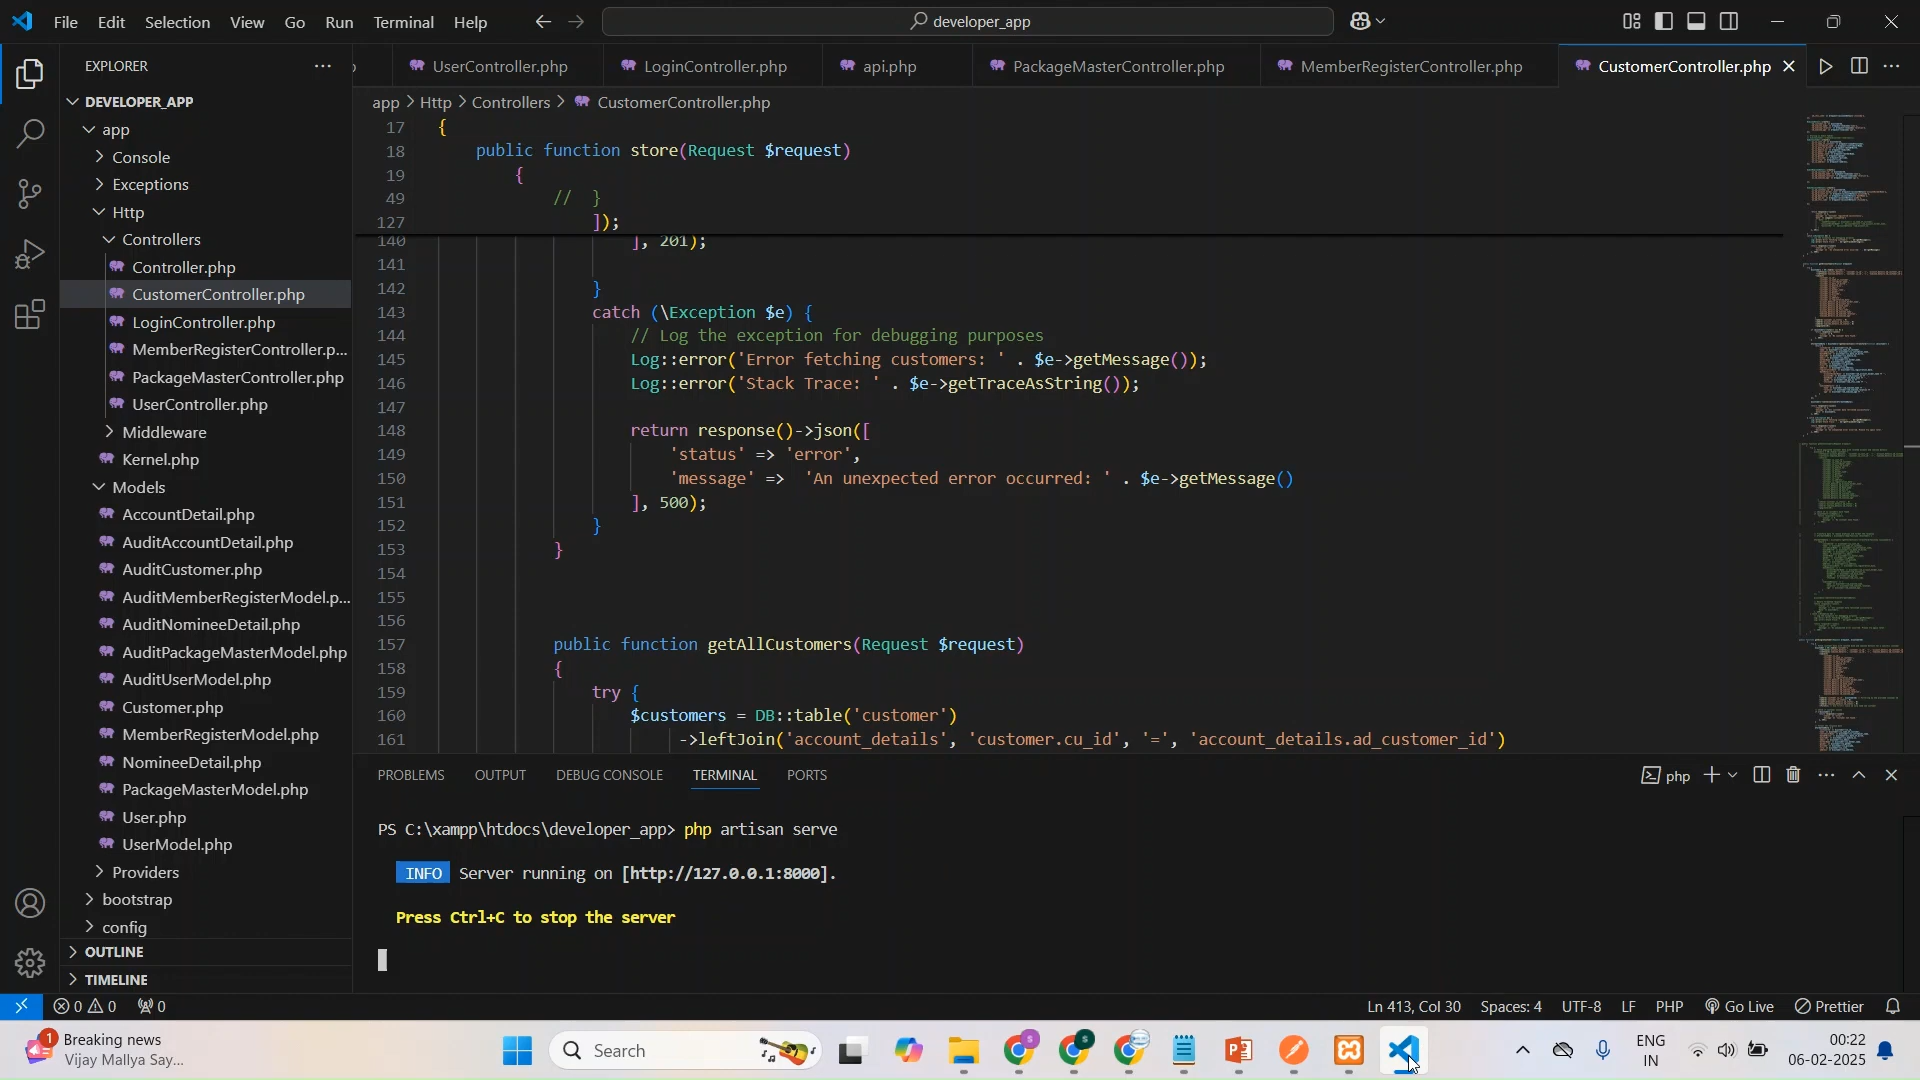 File Edit Selection View Go Run Terminal Help
developer_app
EXPLORER
UserController.php
LoginController.php
api.php
PackageMasterController.php
MemberRegisterController.php
CustomerController.php
DEVELOPER_APP
app
Console
Exceptions
Http
Controllers
Controller.php
CustomerController.php
LoginController.php
MemberRegisterController.p...
PackageMasterController.php
UserController.php
Middleware
Kernel.php
Models
AccountDetail.php
AuditAccountDetail.php
AuditCustomer.php
AuditMemberRegisterModel.p...
AuditNomineeDetail.php
AuditPackageMasterModel.php
AuditUserModel.php
Customer.php
MemberRegisterModel.php
NomineeDetail.php
PackageMasterModel.php
User.php
UserModel.php
Providers
bootstrap
config
OUTLINE
TIMELINE
app > Http > Controllers > CustomerController.php
17 {
18 public function store(Request $request)
19 {
49 // }
127 ]);
140 ], 201);
141
142 }
143 catch (\Exception $e) {
144 // Log the exception for debugging purposes
145 Log::error('Error fetching customers: ' . $e->getMessage());
146 Log::error('Stack Trace: ' . $e->getTraceAsString());
147
148 return response()->json([
149 'status' => 'error',
150 'message' => 'An unexpected error occurred: ' . $e->getMessage()
151 ], 500);
152 }
153 }
154
155
156
157 public function getAllCustomers(Request $request)
158 {
159 try {
160 $customers = DB::table('customer')
161 ->leftJoin('account_details', 'customer.cu_id', '=', 'account_details.ad_customer_id')
PROBLEMS OUTPUT DEBUG CONSOLE TERMINAL PORTS
php
PS C:\xampp\htdocs\developer_app> php artisan serve
INFO Server running on [http://127.0.0.1:8000].
Press Ctrl+C to stop the server
0 0 0
Ln 413, Col 30 Spaces: 4 UTF-8 LF PHP Go Live Prettier
1
Breaking news
Vijay Mallya Say...
Search
ENG
IN
00:22
06-02-2025